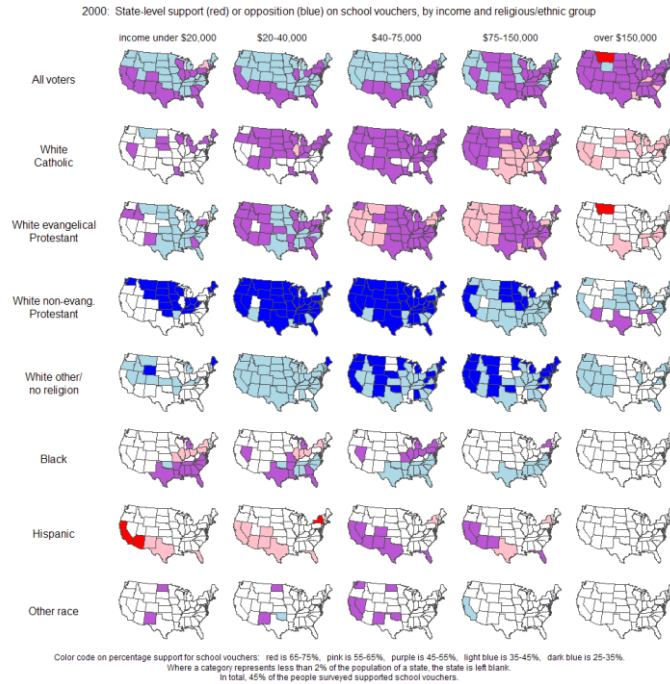 2000: State-level support (red) or opposition (blue) on school vouchers, by income and religious/ethnic group
income under $20,000 $20-40,000 $40-75,000 $75-150,000 over $150,000
All voters
White
Catholic
White evangelical
Protestant
White non-evang.
Protestant
White other/
no religion
Black
Hispanic
Other race
Color code on percentage support for school vouchers: red is 65-75%, pink is 55-65%, purple is 45-55%, light blue is 35-45%, dark blue is 25-35%.
Where a category represents less than 2% of the population of a state, the state is left blank.
In total, 45% of the people surveyed supported school vouchers.